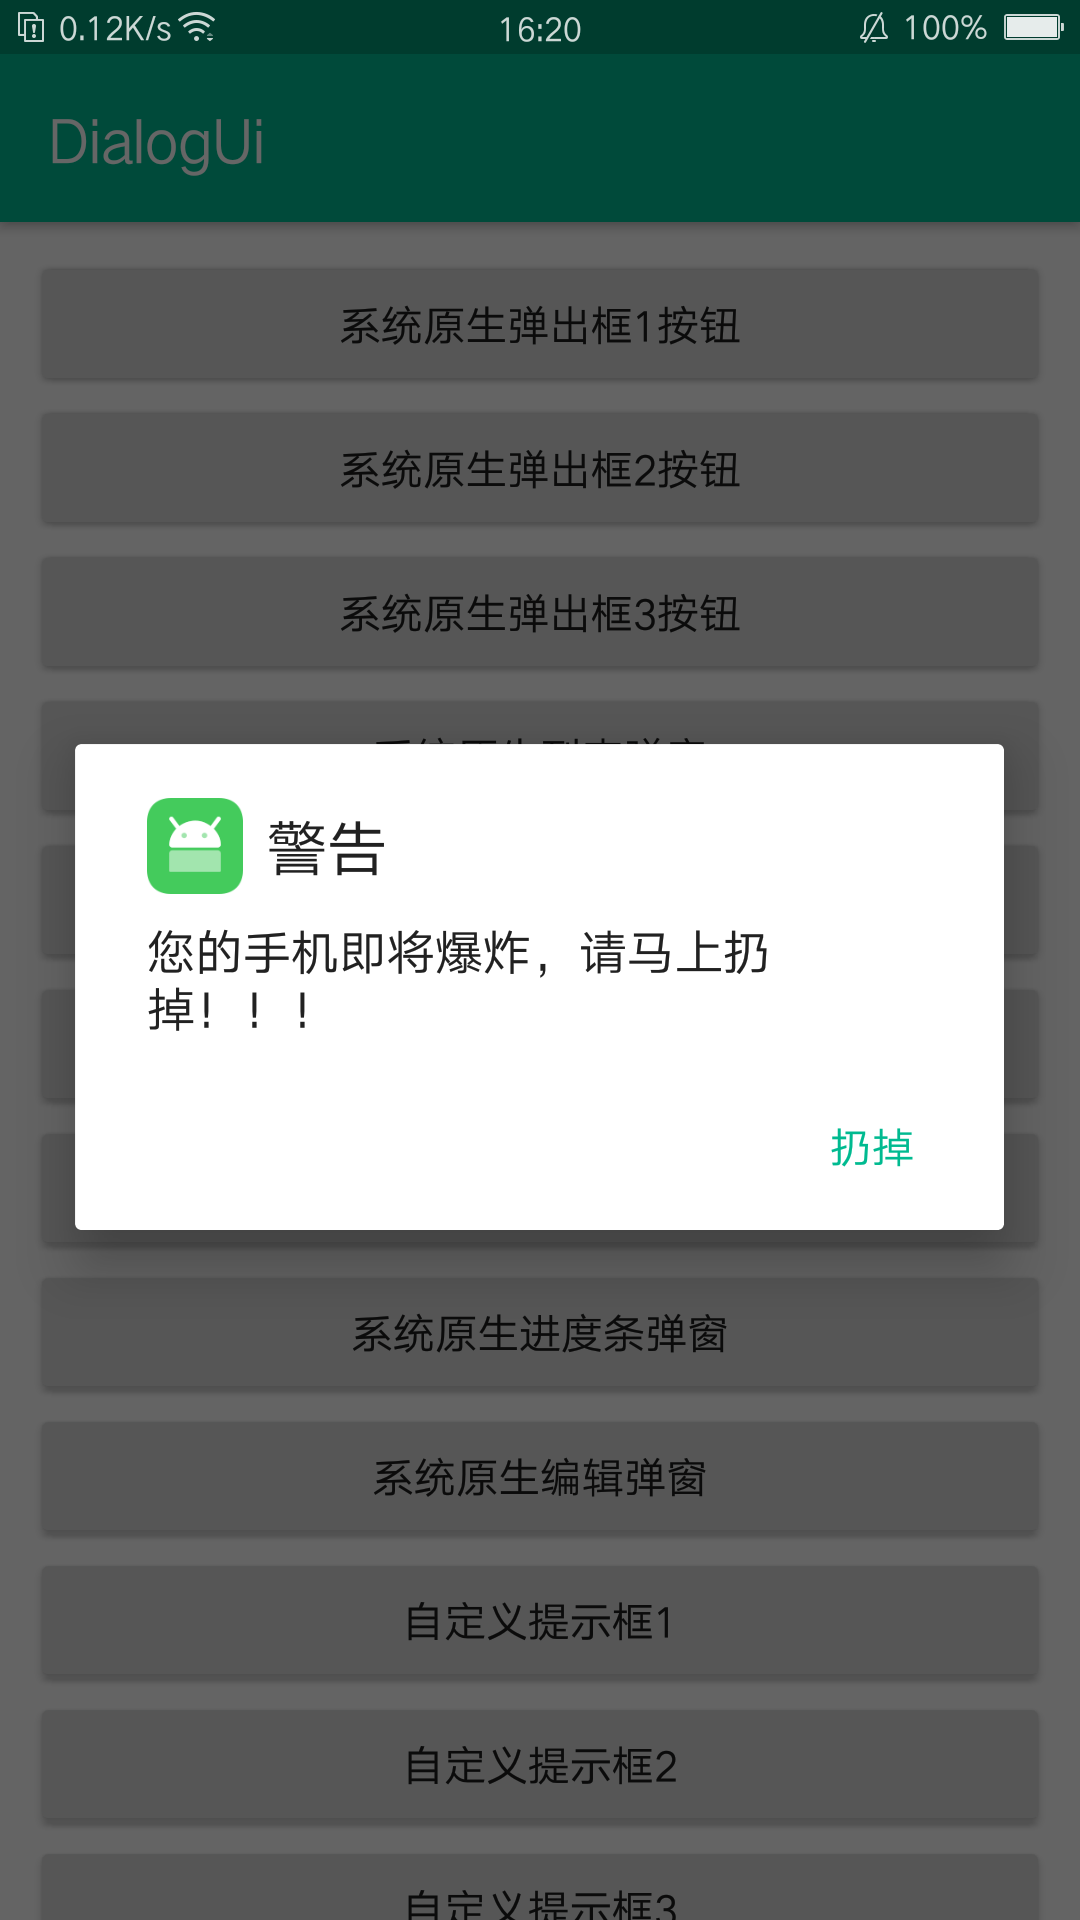 0.12K/s
16:20
100%
DialogUi
系统原生弹出框1按钮
系统原生弹出框2按钮
系统原生弹出框3按钮
警告
您的手机即将爆炸，请马上扔
掉！！！
扔掉
系统原生进度条弹窗
系统原生编辑弹窗
自定义提示框1
自定义提示框2
自定义提示框3